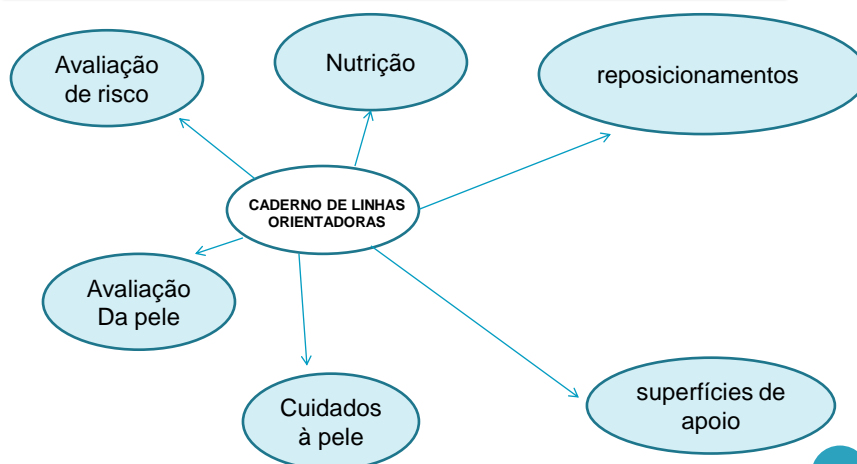 Avaliação
de risco
Nutrição
reposicionamentos
CADERNO DE LINHAS
ORIENTADORAS
Avaliação
Da pele
Cuidados
à pele
superfícies de
apoio